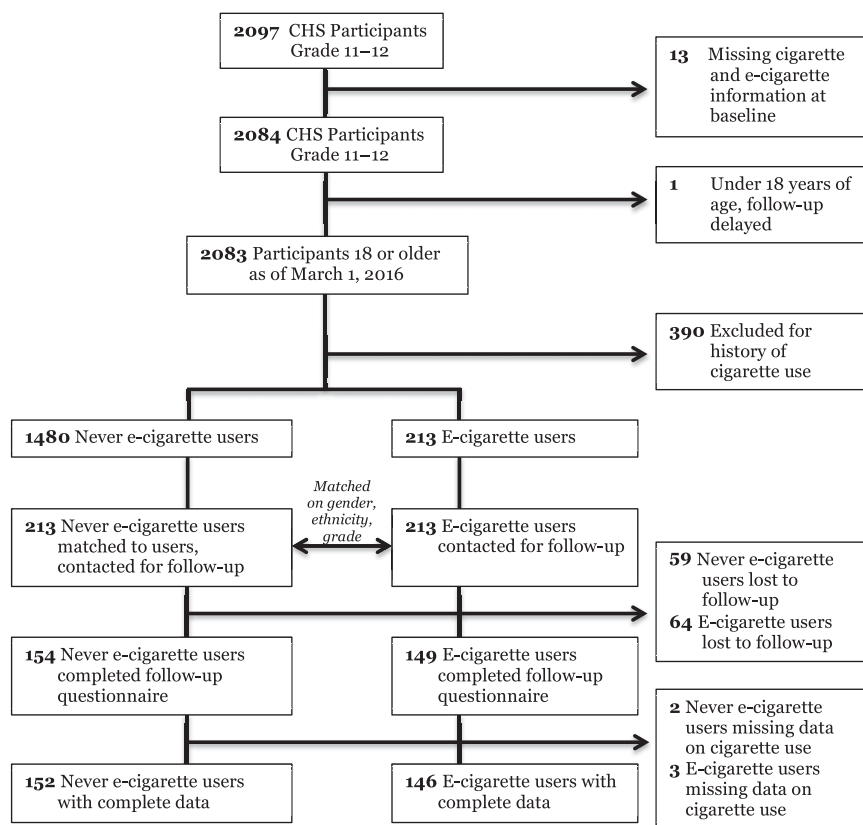 2097 CHS Participants
Grade 11–12
13 Missing cigarette
and e-cigarette
information at
baseline
2084 CHS Participants
Grade 11–12
1 Under 18 years of
age, follow-up
delayed
2083 Participants 18 or older
as of March 1, 2016
390 Excluded for
history of
cigarette use
1480 Never e-cigarette users
213 E-cigarette users
213 Never e-cigarette users
matched to users,
contacted for follow-up
Matched
on gender,
ethnicity,
grade
213 E-cigarette users
contacted for follow-up
59 Never e-cigarette
users lost to
follow-up
64 E-cigarette users
lost to follow-up
154 Never e-cigarette users
completed follow-up
questionnaire
149 E-cigarette users
completed follow-up
questionnaire
2 Never e-cigarette
users missing data
on cigarette use
3 E-cigarette users
missing data on
cigarette use
152 Never e-cigarette users
with complete data
146 E-cigarette users with
complete data